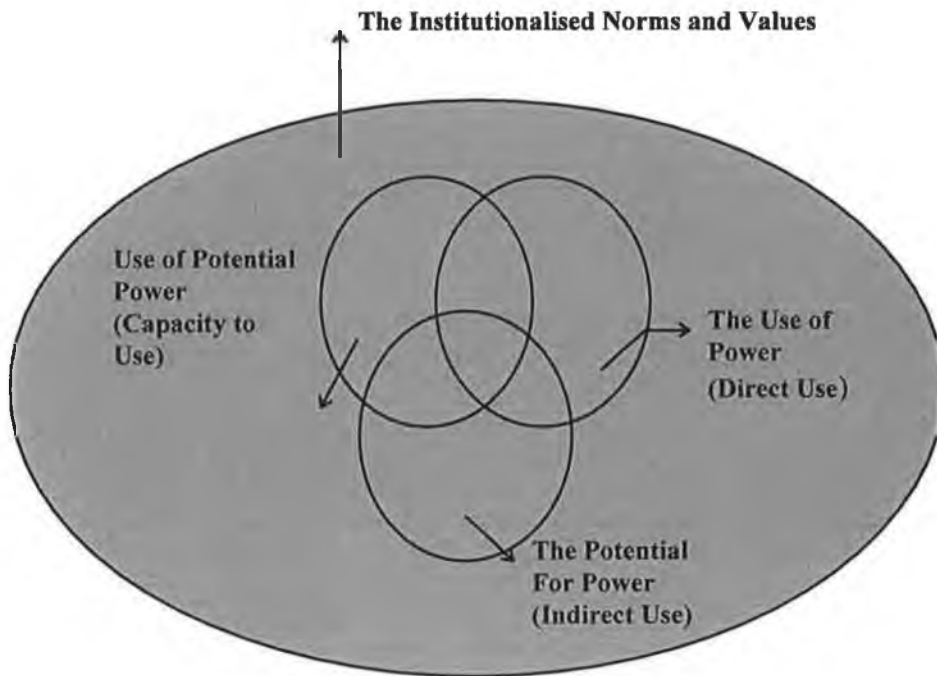 The Institutionalised Norms and Values
Use of Potential
Power
(Capacity to
Use)
The Use of
Power
(Direct Use)
The Potential
For Power
(Indirect Use)